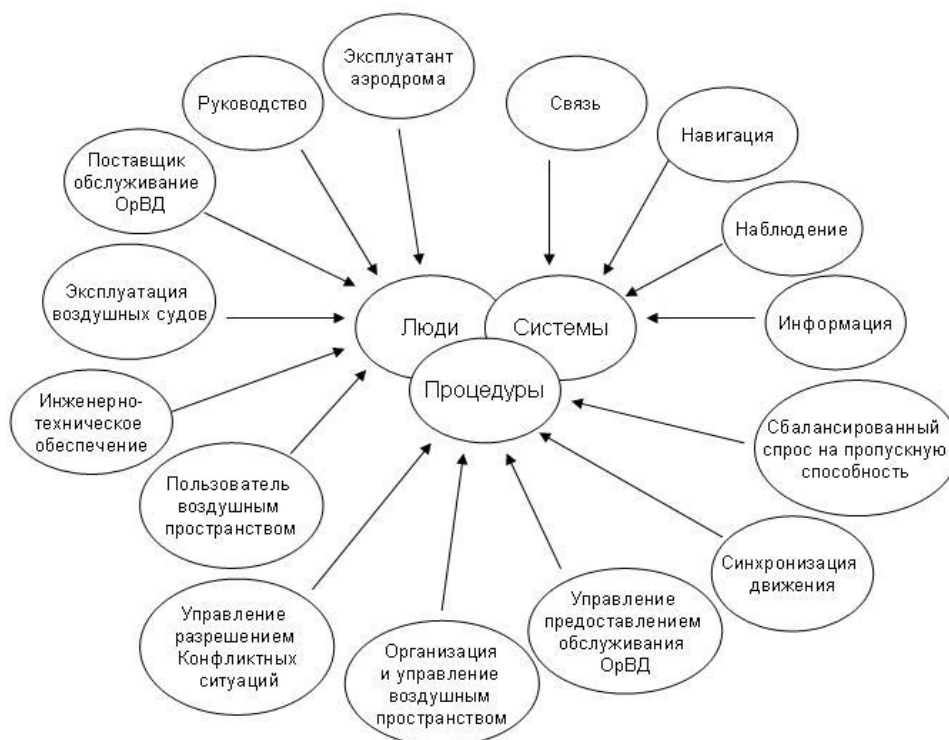 Эксплуатант
аэродрома
Руководство
Связь
Навигация
Поставщик
обслуживание
ОрВД
Наблюдение
Эксплуатация
воздушных судов
Люди
Системы
Информация
Процедуры
Инженерно-
техническое
обеспечение
Сбалансированный
спрос на пропускную
способность
Пользователь
воздушным
пространством
Синхронизация
движения
Управление
разрешением
Конфликтных
ситуаций
Организация
и управление
воздушным
пространством
Управление
предоставлением
обслуживания
ОрВД